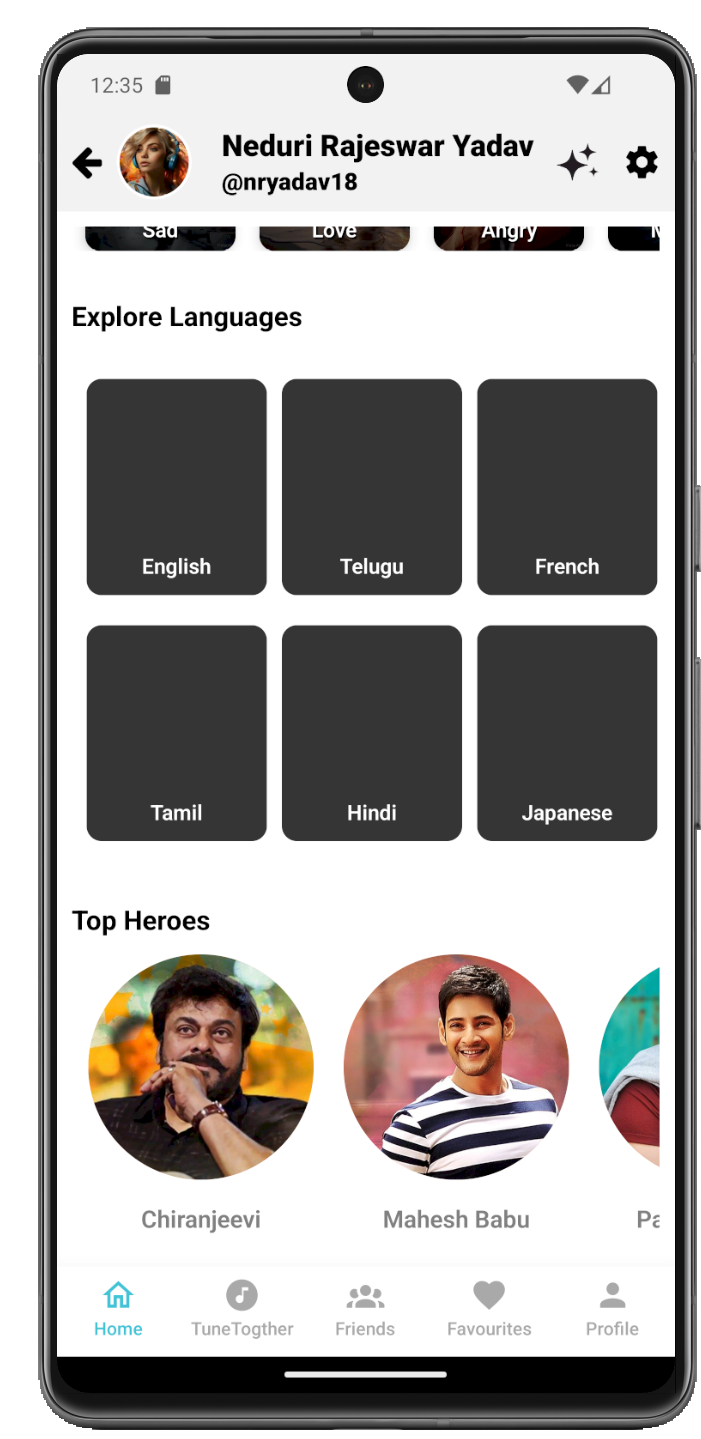 12:35
Neduri Rajeswar Yadav
@nryadav18
Sad Love Angry
Explore Languages
English Telugu French
Tamil Hindi Japanese
Top Heroes
Chiranjeevi Mahesh Babu Pa
Home TuneTogther Friends Favourites Profile